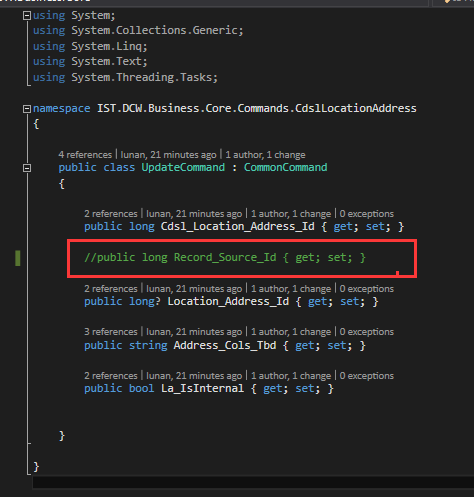 using System;
using System.Collections.Generic;
using System.Linq;
using System.Text;
using System.Threading.Tasks;
namespace IST.DCW.Business.Core.Commands.CdslLocationAddress
{
4 references | lunan, 21 minutes ago | 1 author, 1 change
public class UpdateCommand : CommonCommand
{
2 references | lunan, 21 minutes ago | 1 author, 1 change | 0 exceptions
public long Cdsl_Location_Address_Id { get; set; }
//public long Record_Source_Id { get; set; }
2 references | lunan, 21 minutes ago | 1 author, 1 change | 0 exceptions
public long? Location_Address_Id { get; set; }
3 references | lunan, 21 minutes ago | 1 author, 1 change | 0 exceptions
public string Address_Cols_Tbd { get; set; }
2 references | lunan, 21 minutes ago | 1 author, 1 change | 0 exceptions
public bool La_IsInternal { get; set; }
}
}